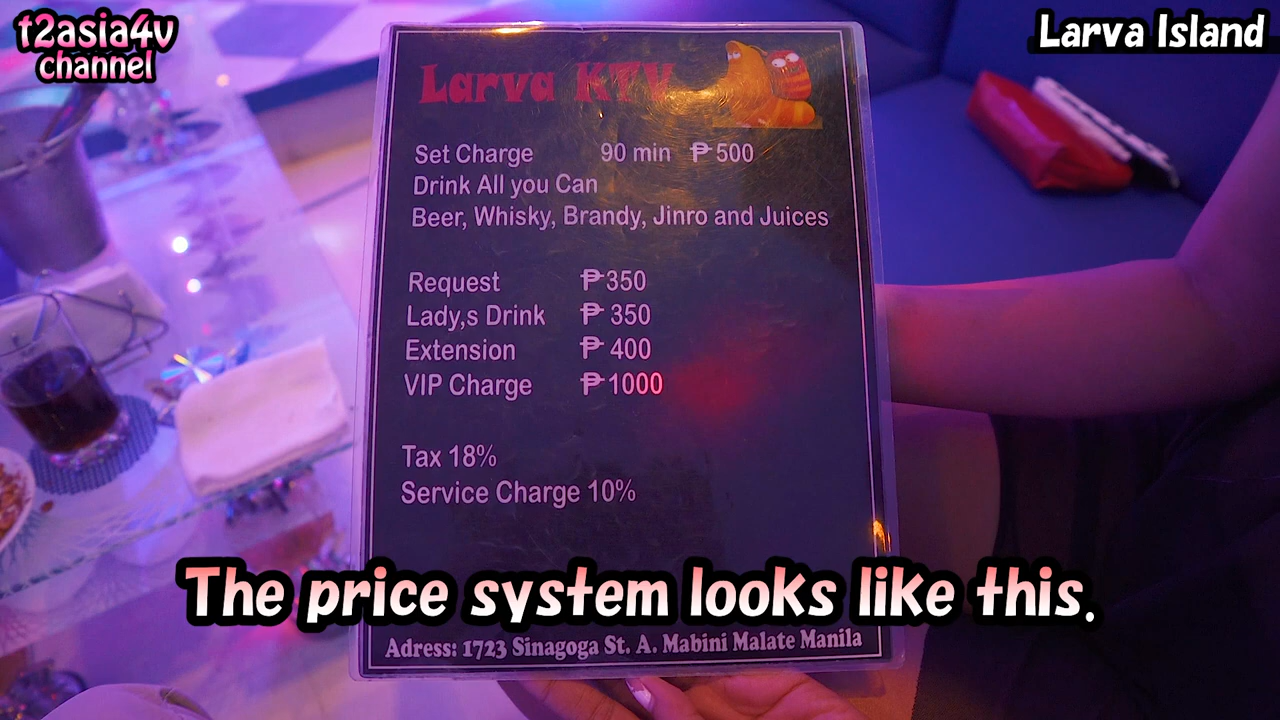 t2asia4v
channel
Larva Island
Larva KTV
Set Charge 90 min ₱ 500
Drink All you Can
Beer, Whisky, Brandy, Jinro and Juices
Request ₱350
Lady,s Drink ₱ 350
Extension ₱ 400
VIP Charge ₱1000
Tax 18%
Service Charge 10%
The price system looks like this.
Adress: 1723 Sinagoga St. A. Mabini Malate Manila